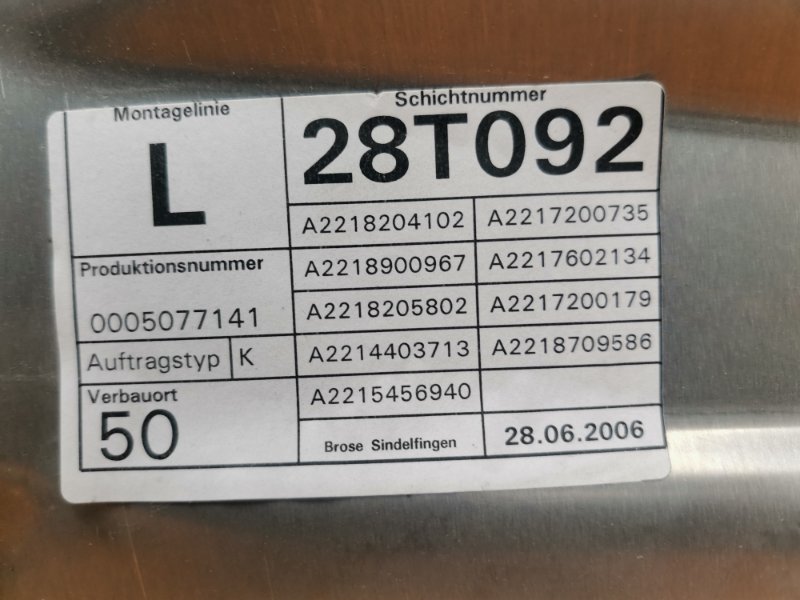 Montagelinie
L
Schichtnummer
28T092
Produktionsnummer
0005077141
Auftragstyp K
Verbauort
50
A2218204102 A2217200735
A2218900967 A2217602134
A2218205802 A2217200179
A2214403713 A2218709586
A2215456940
Brose Sindelfingen 28.06.2006